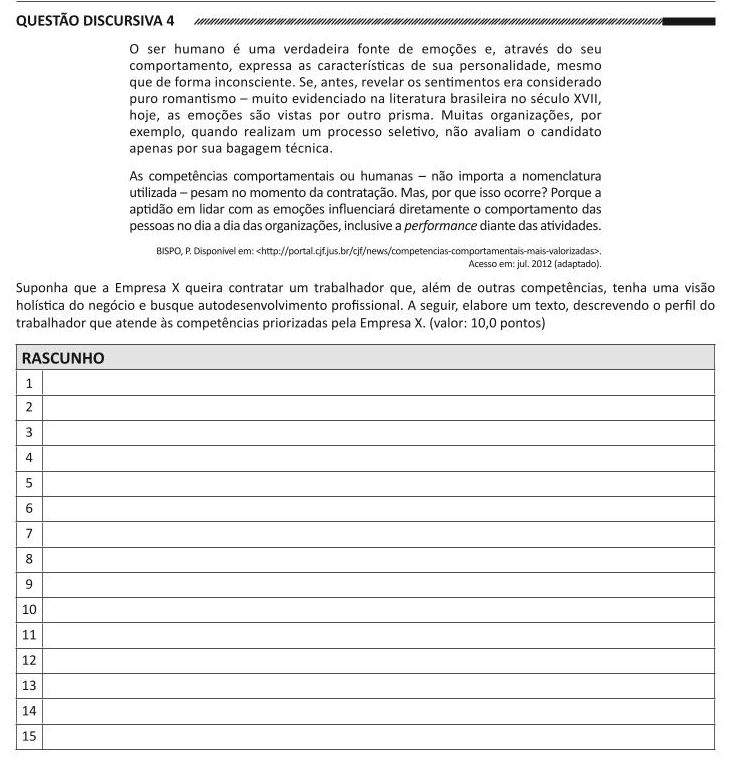 QUESTÃO DISCURSIVA 4
O ser humano é uma verdadeira fonte de emoções e, através do seu
comportamento, expressa as características de sua personalidade, mesmo
que de forma inconsciente. Se, antes, revelar os sentimentos era considerado
puro romantismo – muito evidenciado na literatura brasileira no século XVII,
hoje, as emoções são vistas por outro prisma. Muitas organizações, por
exemplo, quando realizam um processo seletivo, não avaliam o candidato
apenas por sua bagagem técnica.
As competências comportamentais ou humanas – não importa a nomenclatura
utilizada – pesam no momento da contratação. Mas, por que isso ocorre? Porque a
aptidão em lidar com as emoções influenciará diretamente o comportamento das
pessoas no dia a dia das organizações, inclusive a performance diante das atividades.
BISPO, P. Disponível em: <http://portal.cjf.jus.br/cjf/news/competencias-comportamentais-mais-valorizadas>.
Acesso em: jul. 2012 (adaptado).
Suponha que a Empresa X queira contratar um trabalhador que, além de outras competências, tenha uma visão
holística do negócio e busque autodesenvolvimento profissional. A seguir, elabore um texto, descrevendo o perfil do
trabalhador que atende às competências priorizadas pela Empresa X. (valor: 10,0 pontos)
RASCUNHO
1
2
3
4
5
6
7
8
9
10
11
12
13
14
15